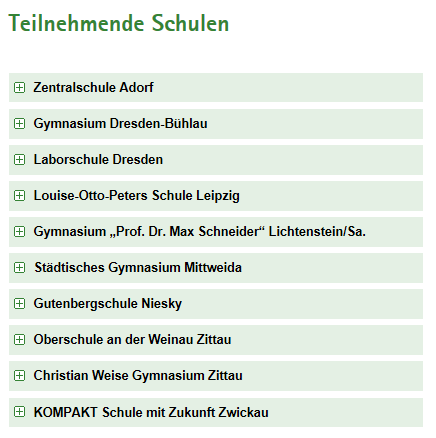 Teilnehmende Schulen
Zentralschule Adorf
Gymnasium Dresden-Bühlau
Laborschule Dresden
Louise-Otto-Peters Schule Leipzig
Gymnasium „Prof. Dr. Max Schneider“ Lichtenstein/Sa.
Städtisches Gymnasium Mittweida
Gutenbergschule Niesky
Oberschule an der Weinau Zittau
Christian Weise Gymnasium Zittau
KOMPAKT Schule mit Zukunft Zwickau